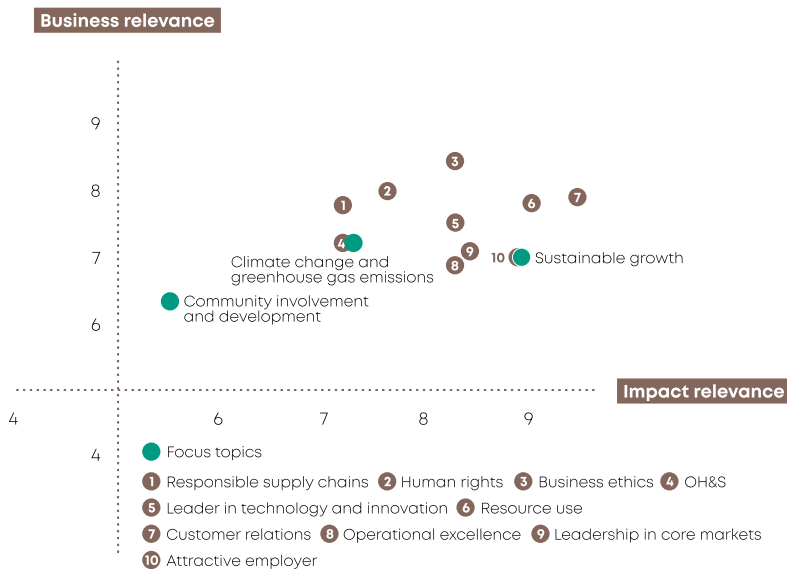 Business relevance
9
8
7
6
3
2
7
1
6
5
4
9
10
8
Sustainable growth
Climate change and
greenhouse gas emissions
Community involvement
and development
Impact relevance
4 6 7 8 9
4
Focus topics
1 Responsible supply chains 2 Human rights 3 Business ethics 4 OH&S
5 Leader in technology and innovation 6 Resource use
7 Customer relations 8 Operational excellence 9 Leadership in core markets
10 Attractive employer